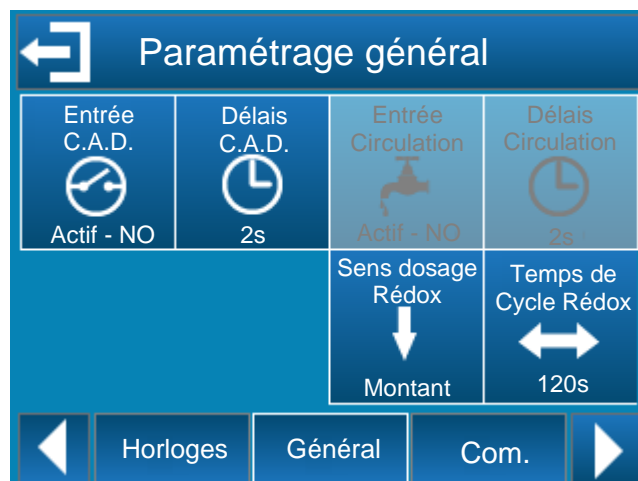 Paramétrage général
Entrée
C.A.D.
Actif - NO
Délais
C.A.D.
2s
Entrée
Circulation
Actif - NO
Délais
Circulation
2s
Sens dosage
Rédox
Montant
Temps de
Cycle Rédox
120s
Horloges
Général
Com.